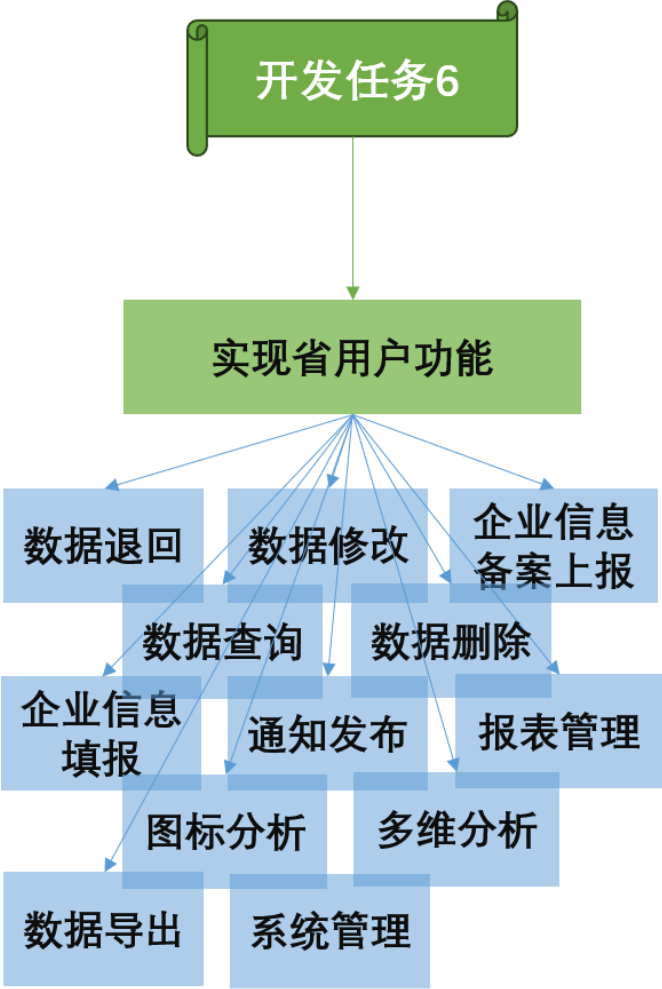 开发任务6
实现省用户功能
数据退回
数据修改
企业信息
备案上报
数据查询
数据删除
企业信息
填报
通知发布
报表管理
图标分析
多维分析
数据导出
系统管理